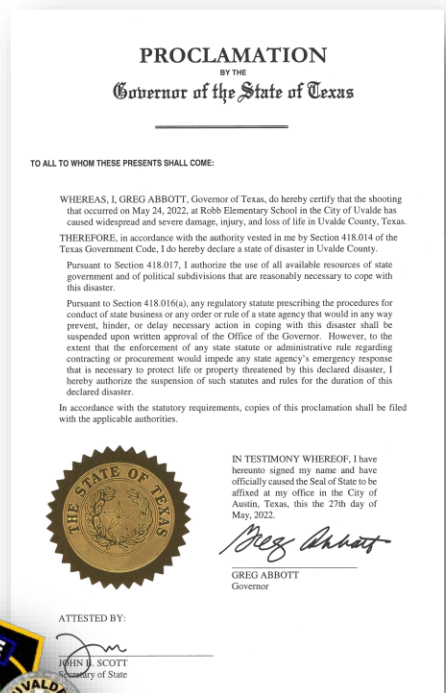 PROCLAMATION
BY THE
Governor of the State of Texas
TO ALL TO WHOM THESE PRESENTS SHALL COME:
WHEREAS, I, GREG ABBOTT, Governor of Texas, do hereby certify that the shooting
that occurred on May 24, 2022, at Robb Elementary School in the City of Uvalde has
caused widespread and severe damage, injury, and loss of life in Uvalde County, Texas.
THEREFORE, in accordance with the authority vested in me by Section 418.014 of the
Texas Government Code, I do hereby declare a state of disaster in Uvalde County.
Pursuant to Section 418.017, I authorize the use of all available resources of state
government and of political subdivisions that are reasonably necessary to cope with
this disaster.
Pursuant to Section 418.016(a), any regulatory statute prescribing the procedures for
conduct of state business or any order or rule of a state agency that would in any way
prevent, hinder, or delay necessary action in coping with this disaster shall be
suspended upon written approval of the Office of the Governor. However, to the
extent that the enforcement of any state statute or administrative rule regarding
contracting or procurement would impede any state agency's emergency response
that is necessary to protect life or property threatened by this declared disaster, I
hereby authorize the suspension of such statutes and rules for the duration of this
declared disaster.
In accordance with the statutory requirements, copies of this proclamation shall be filed
with the applicable authorities.
THE STATE OF TEXAS
IN TESTIMONY WHEREOF, I have
hereunto signed my name and have
officially caused the Seal of State to be
affixed at my office in the City of
Austin, Texas, this the 27th day of
May, 2022.
Greg Abbott
GREG ABBOTT
Governor
ATTESTED BY:
JOHN B. SCOTT
Secretary of State